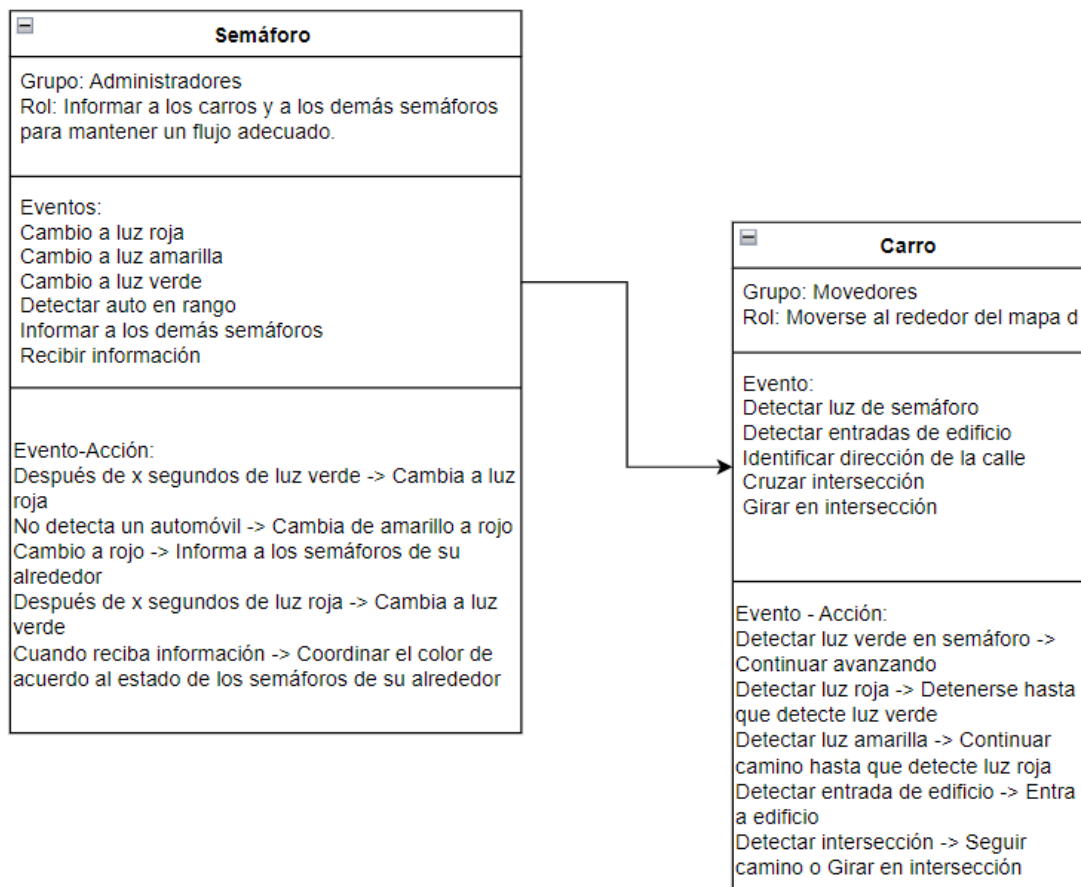 Semáforo
Grupo: Administradores
Rol: Informar a los carros y a los demás semáforos
para mantener un flujo adecuado.
Eventos:
Cambio a luz roja
Cambio a luz amarilla
Cambio a luz verde
Detectar auto en rango
Informar a los demás semáforos
Recibir información
Evento-Acción:
Después de x segundos de luz verde -> Cambia a luz
roja
No detecta un automóvil -> Cambia de amarillo a rojo
Cambio a rojo -> Informa a los semáforos de su
alrededor
Después de x segundos de luz roja -> Cambia a luz
verde
Cuando reciba información -> Coordinar el color de
acuerdo al estado de los semáforos de su alrededor
Carro
Grupo: Movedores
Rol: Moverse al rededor del mapa d
Evento:
Detectar luz de semáforo
Detectar entradas de edificio
Identificar dirección de la calle
Cruzar intersección
Girar en intersección
Evento - Acción:
Detectar luz verde en semáforo ->
Continuar avanzando
Detectar luz roja -> Detenerse hasta
que detecte luz verde
Detectar luz amarilla -> Continuar
camino hasta que detecte luz roja
Detectar entrada de edificio -> Entra
a edificio
Detectar intersección -> Seguir
camino o Girar en intersección